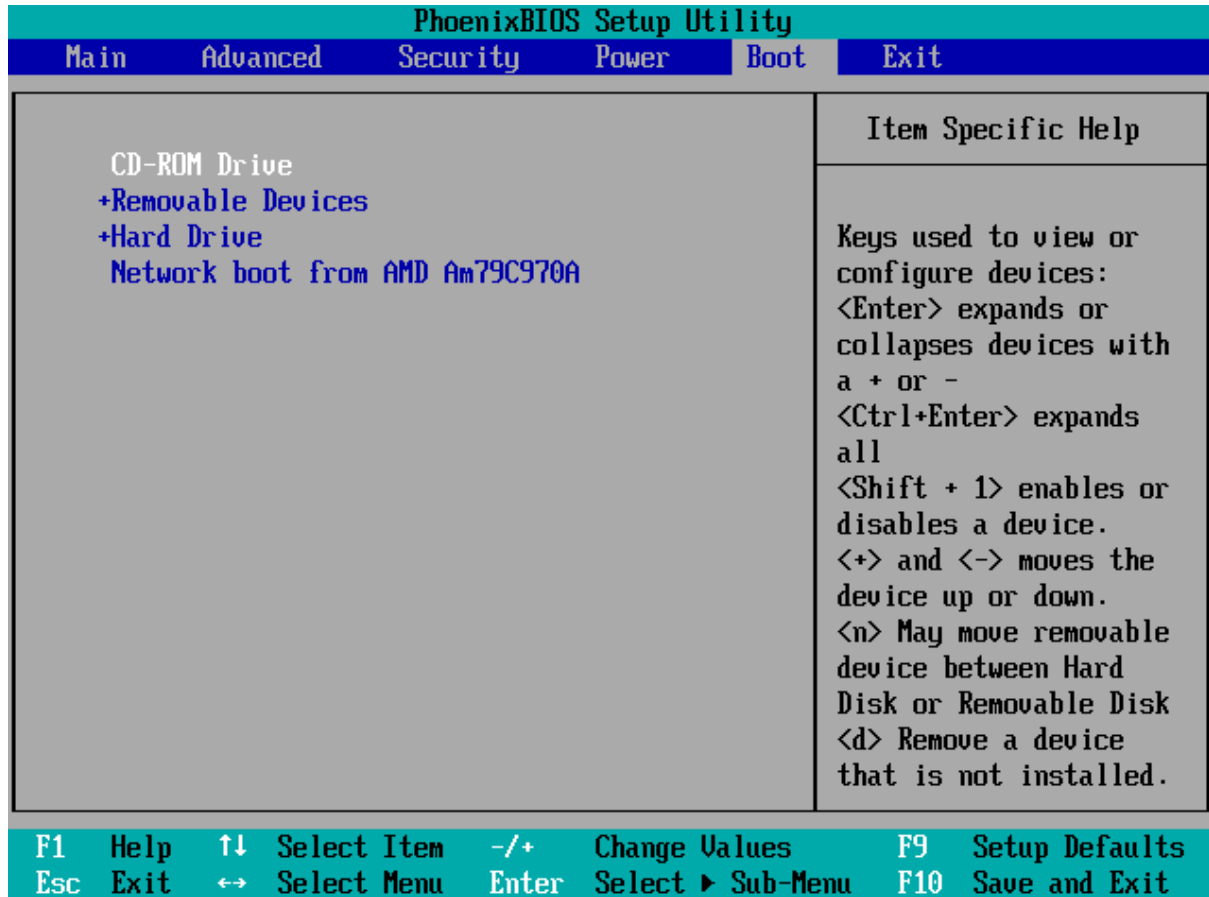 PhoenixBIOS Setup Utility
Main Advanced Security Power Boot Exit
CD-ROM Drive
+Removable Devices
+Hard Drive
Network boot from AMD Am79C970A
Item Specific Help
Keys used to view or
configure devices:
<Enter> expands or
collapses devices with
a + or -
<Ctrl+Enter> expands
all
<Shift + 1> enables or
disables a device.
<+> and <-> moves the
device up or down.
<n> May move removable
device between Hard
Disk or Removable Disk
<d> Remove a device
that is not installed.
F1 Help ↑↓ Select Item -/+ Change Values F9 Setup Defaults
Esc Exit ↔ Select Menu Enter Select ▶ Sub-Menu F10 Save and Exit